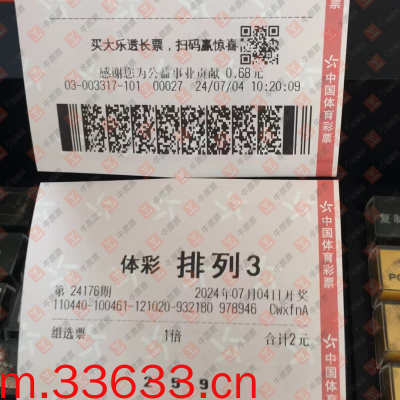 买大乐透长票，扫码赢惊喜
感谢您为公益事业贡献 0.68元
03-003317-101 00027 24/07/04 10:20:09
中国体育彩票
体彩 排列3
第 24176期 2024年07月04日开奖
110440-100461-121020-932180 978946 CwxfnA
组选票 1倍 合计2元
m.33633.cn
中国体育彩票